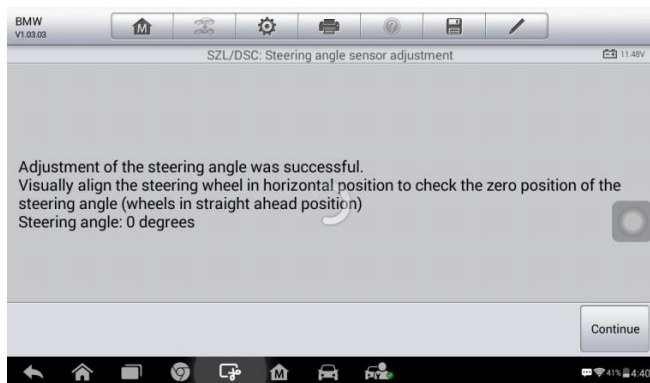 BMW
V1.03.03
SZL/DSC: Steering angle sensor adjustment
11.48V
Adjustment of the steering angle was successful.
Visually align the steering wheel in horizontal position to check the zero position of the
steering angle (wheels in straight ahead position)
Steering angle: 0 degrees
Continue
41% 4:40